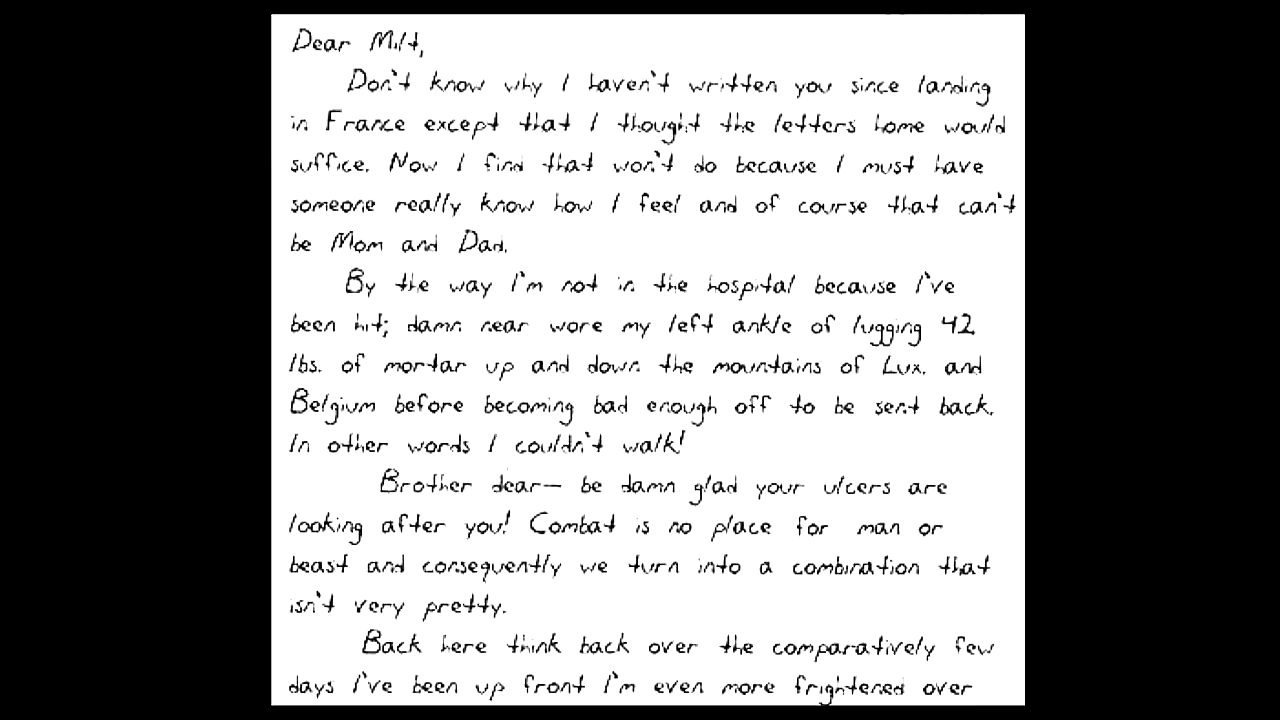 Dear Milt,
Don't know why I haven't written you since landing
in France except that I thought the letters home would
suffice. Now I find that won't do because I must have
someone really know how I feel and of course that can't
be Mom and Dad.
By the way I'm not in the hospital because I've
been hit; damn near wore my left ankle of lugging 42
lbs. of mortar up and down the mountains of Lux. and
Belgium before becoming bad enough off to be sent back.
In other words I couldn't walk!
Brother dear— be damn glad your ulcers are
looking after you! Combat is no place for man or
beast and consequently we turn into a combination that
isn't very pretty.
Back here think back over the comparatively few
days I've been up front I'm even more frightened over